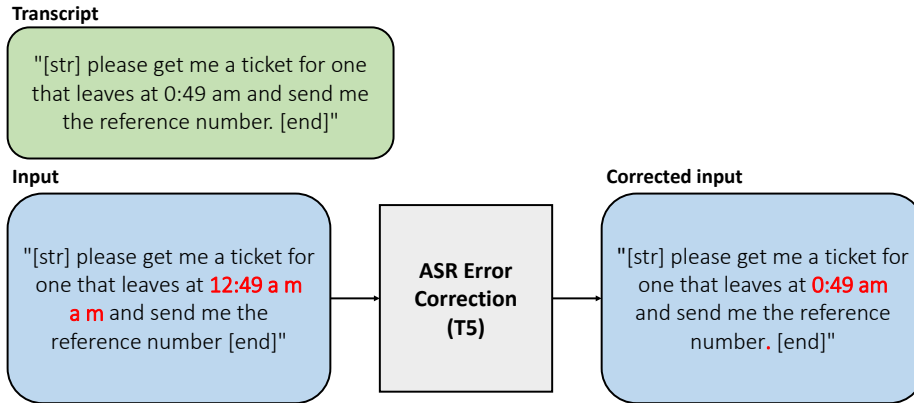 Transcript
"[str] please get me a ticket for one
that leaves at 0:49 am and send me
the reference number. [end]"
Input
"[str] please get me a ticket for
one that leaves at 12:49 a m
a m and send me the
reference number [end]"
ASR Error
Correction
(T5)
Corrected input
"[str] please get me a ticket for
one that leaves at 0:49 am
and send me the reference
number. [end]"